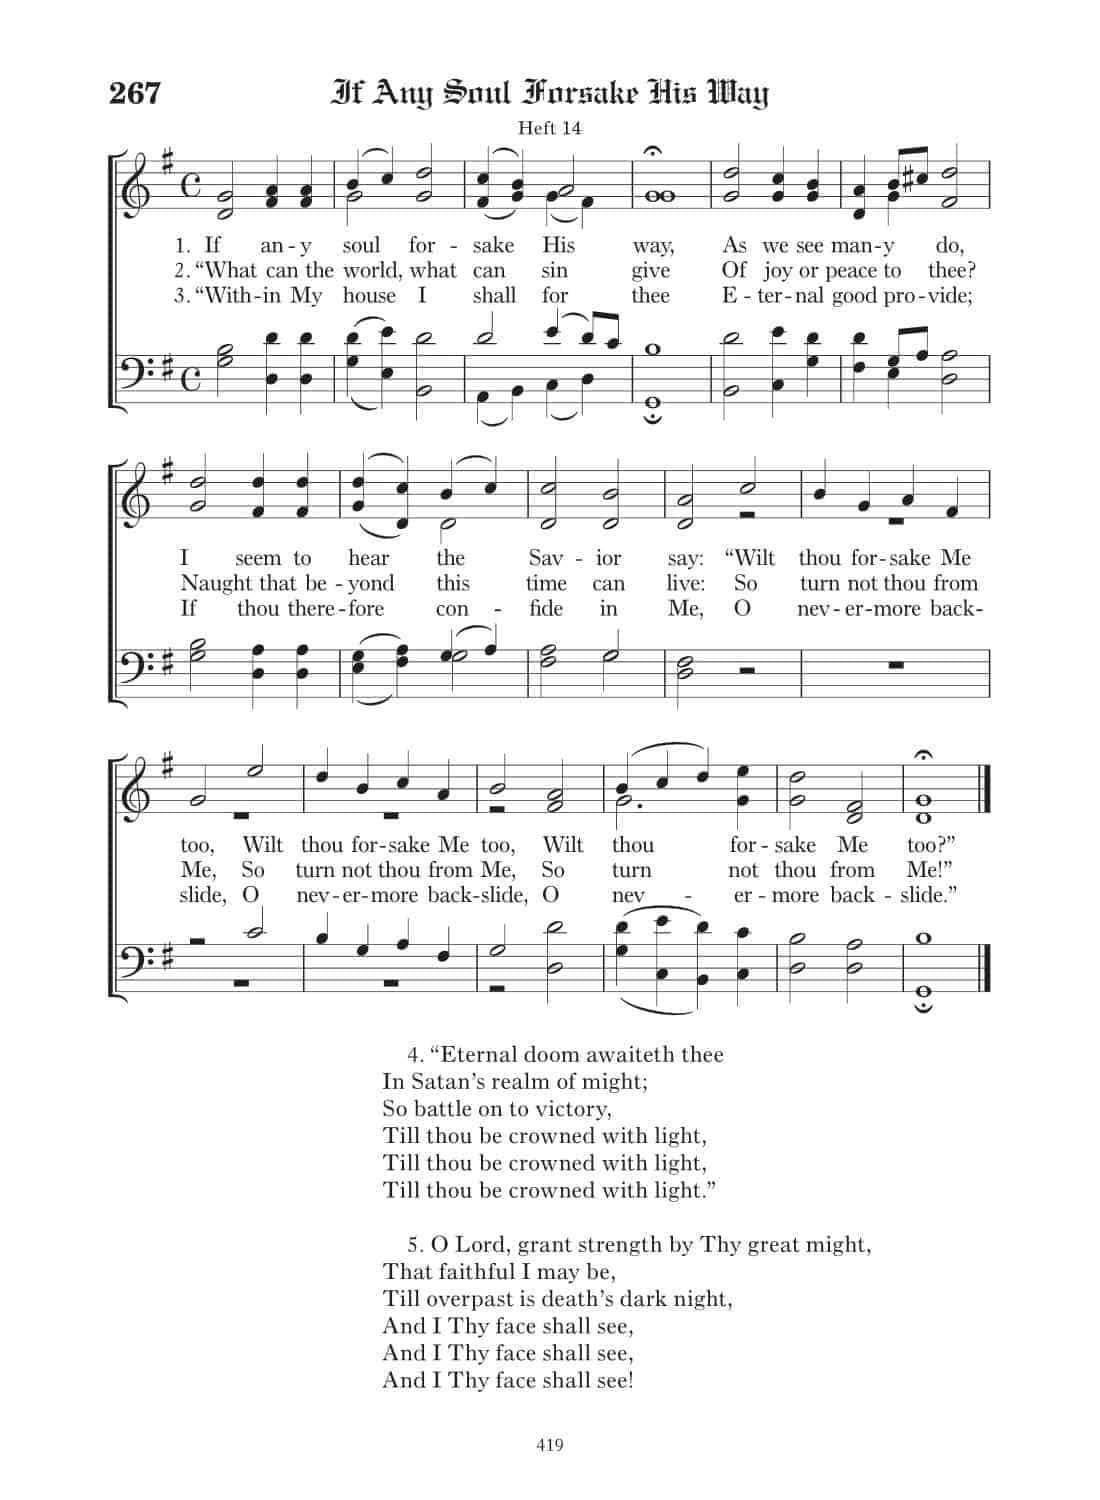 267 If Any Soul Forsake His Way
Heft 14
1. If an - y soul for - sake His way, As we see man - y do,
2. “What can the world, what can sin give Of joy or peace to thee?
3. “With - in My house I shall for thee E - ter - nal good pro - vide;
I seem to hear the Sav - ior say: “Wilt thou for - sake Me
Naught that be - yond this time can live: So turn not thou from
If thou there - fore con - fide in Me, O nev - er - more back -
too, Wilt thou for - sake Me too, Wilt thou for - sake Me too?”
Me, So turn not thou from Me, So turn not thou from Me!”
slide, O nev - er - more back - slide, O nev - er - more back - slide.”
4. “Eternal doom awaiteth thee
In Satan’s realm of might;
So battle on to victory,
Till thou be crowned with light,
Till thou be crowned with light,
Till thou be crowned with light.”
5. O Lord, grant strength by Thy great might,
That faithful I may be,
Till overpast is death’s dark night,
And I Thy face shall see,
And I Thy face shall see,
And I Thy face shall see!
419